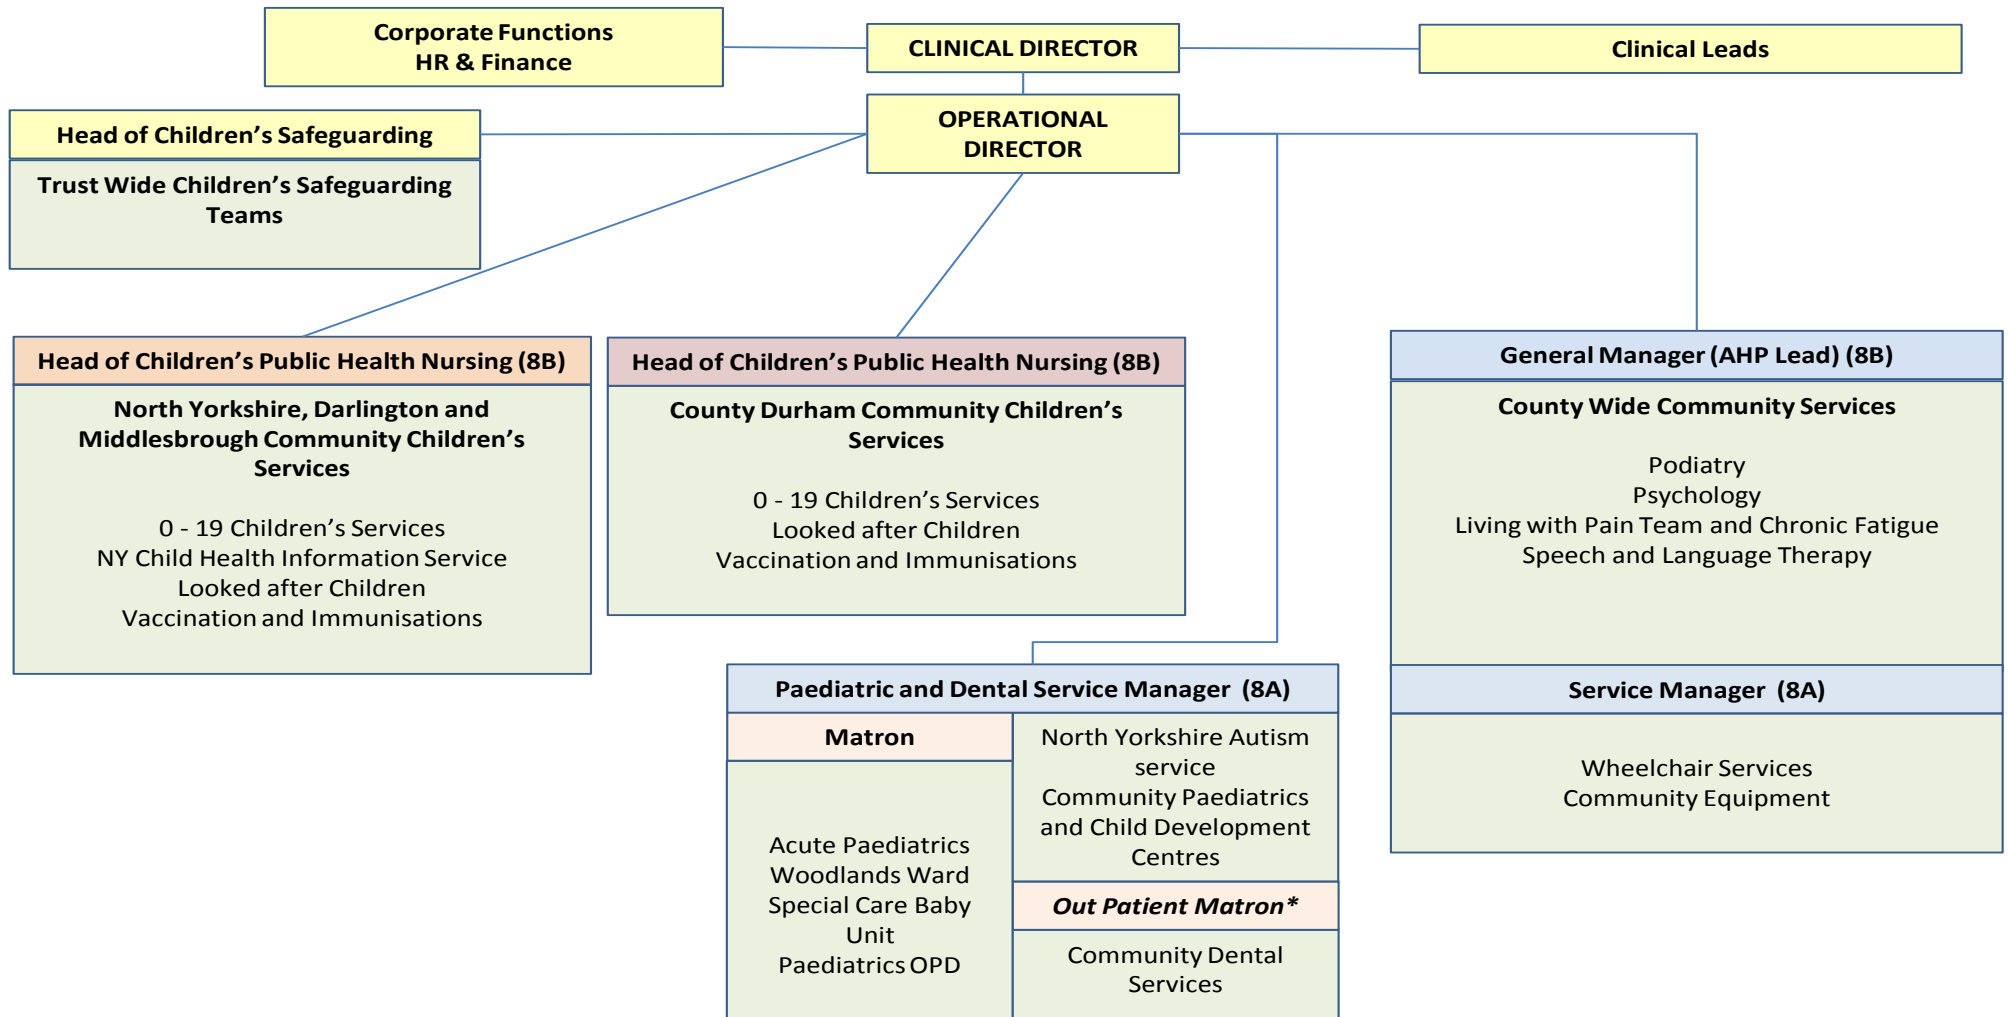 Corporate Functions
HR & Finance
CLINICAL DIRECTOR
Clinical Leads
Head of Children’s Safeguarding
Trust Wide Children’s Safeguarding
Teams
OPERATIONAL
DIRECTOR
Head of Children’s Public Health Nursing (8B)
North Yorkshire, Darlington and
Middlesbrough Community Children’s
Services
0 - 19 Children’s Services
NY Child Health Information Service
Looked after Children
Vaccination and Immunisations
Head of Children’s Public Health Nursing (8B)
County Durham Community Children’s
Services
0 - 19 Children’s Services
Looked after Children
Vaccination and Immunisations
General Manager (AHP Lead) (8B)
County Wide Community Services
Podiatry
Psychology
Living with Pain Team and Chronic Fatigue
Speech and Language Therapy
Service Manager (8A)
Wheelchair Services
Community Equipment
Paediatric and Dental Service Manager (8A)
Matron
Acute Paediatrics
Woodlands Ward
Special Care Baby
Unit
Paediatrics OPD
North Yorkshire Autism
service
Community Paediatrics
and Child Development
Centres
Out Patient Matron*
Community Dental
Services